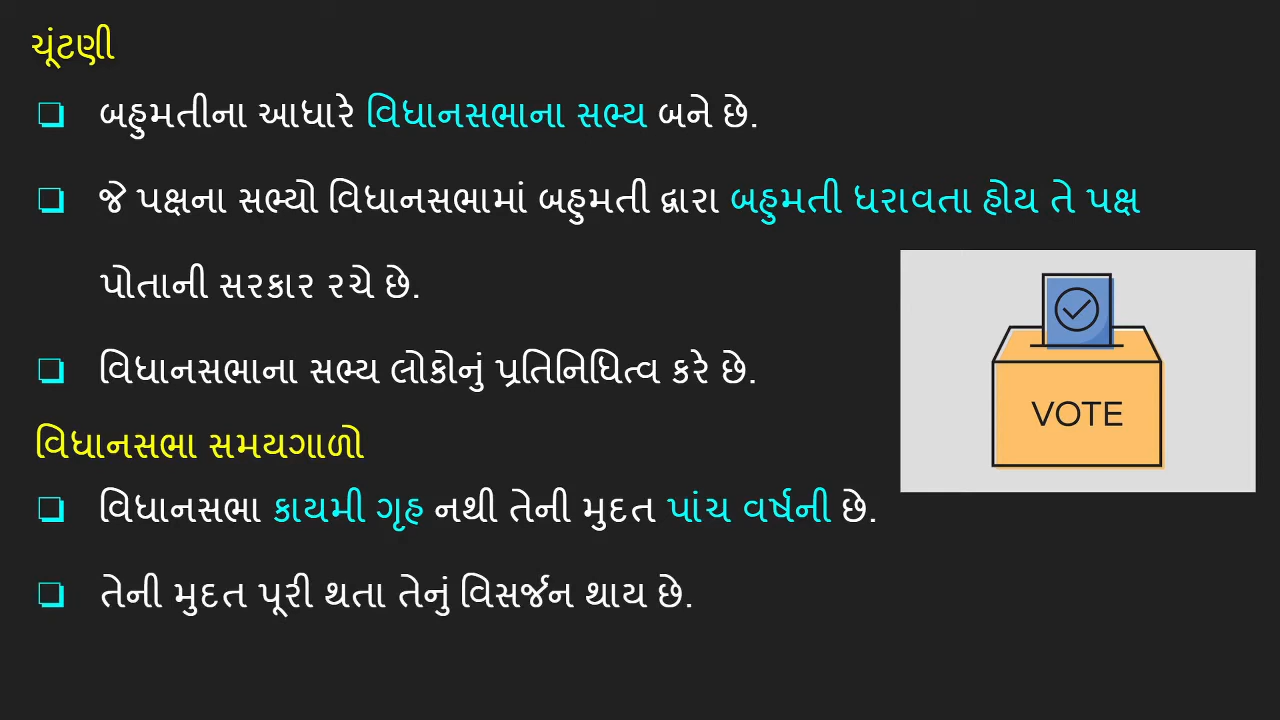 ચૂંટણી
બહુમતીના આધારે વિધાનસભાના સભ્ય બને છે.
જે પક્ષના સભ્યો વિધાનસભામાં બહુમતી દ્વારા બહુમતી ધરાવતા હોય તે પક્ષ
પોતાની સરકાર રચે છે.
વિધાનસભાના સભ્ય લોકોનું પ્રતિનિધિત્વ કરે છે.
VOTE
વિધાનસભા સમયગાળો
વિધાનસભા કાયમી ગૃહ નથી તેની મુદત પાંચ વર્ષની છે.
તેની મુદત પૂરી થતા તેનું વિસર્જન થાય છે.